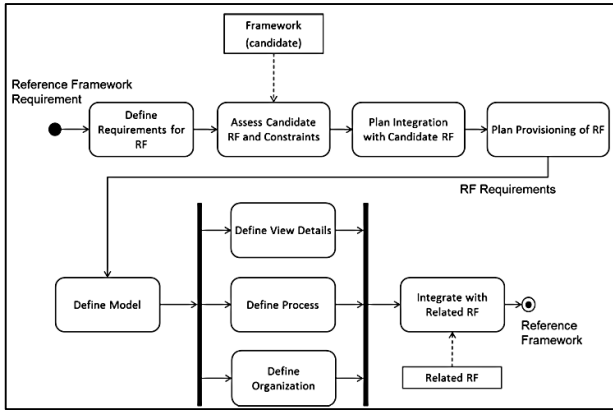 Framework
(candidate)
Reference Framework
Requirement
Define
Requirements for
RF
Assess Candidate
RF and Constraints
Plan Integration
with Candidate RF
Plan Provisioning of RF
RF Requirements
Define View Details
Define Model
Define Process
Integrate with
Related RF
Reference
Framework
Define
Organization
Related RF